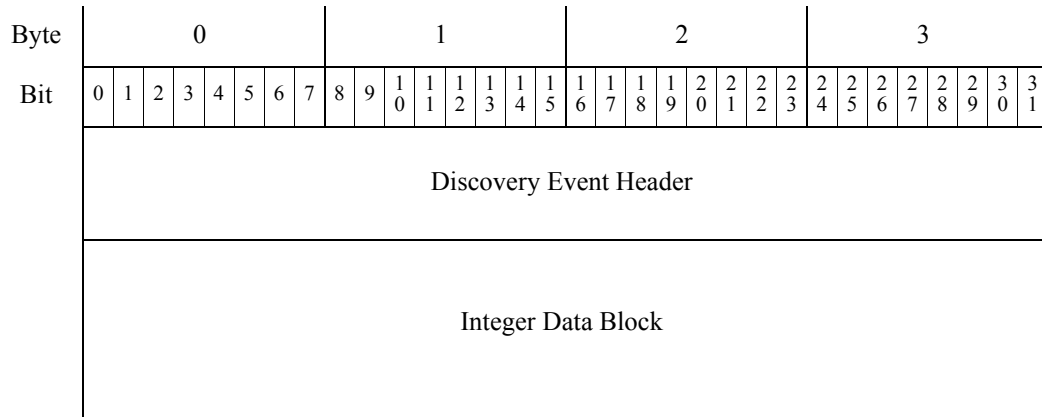 Byte 0 1 2 3
Bit 0 1 2 3 4 5 6 7 8 9 10 11 12 13 14 15 16 17 18 19 20 21 22 23 24 25 26 27 28 29 30 31
Discovery Event Header
Integer Data Block